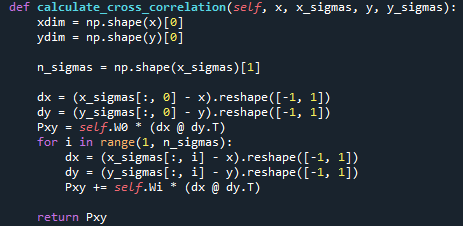 def calculate_cross_correlation(self, x, x_sigmas, y, y_sigmas):
    xdim = np.shape(x)[0]
    ydim = np.shape(y)[0]

    n_sigmas = np.shape(x_sigmas)[1]

    dx = (x_sigmas[:, 0] - x).reshape([-1, 1])
    dy = (y_sigmas[:, 0] - y).reshape([-1, 1])
    Pxy = self.W0 * (dx @ dy.T)
    for i in range(1, n_sigmas):
        dx = (x_sigmas[:, i] - x).reshape([-1, 1])
        dy = (y_sigmas[:, i] - y).reshape([-1, 1])
        Pxy += self.Wi * (dx @ dy.T)

    return Pxy